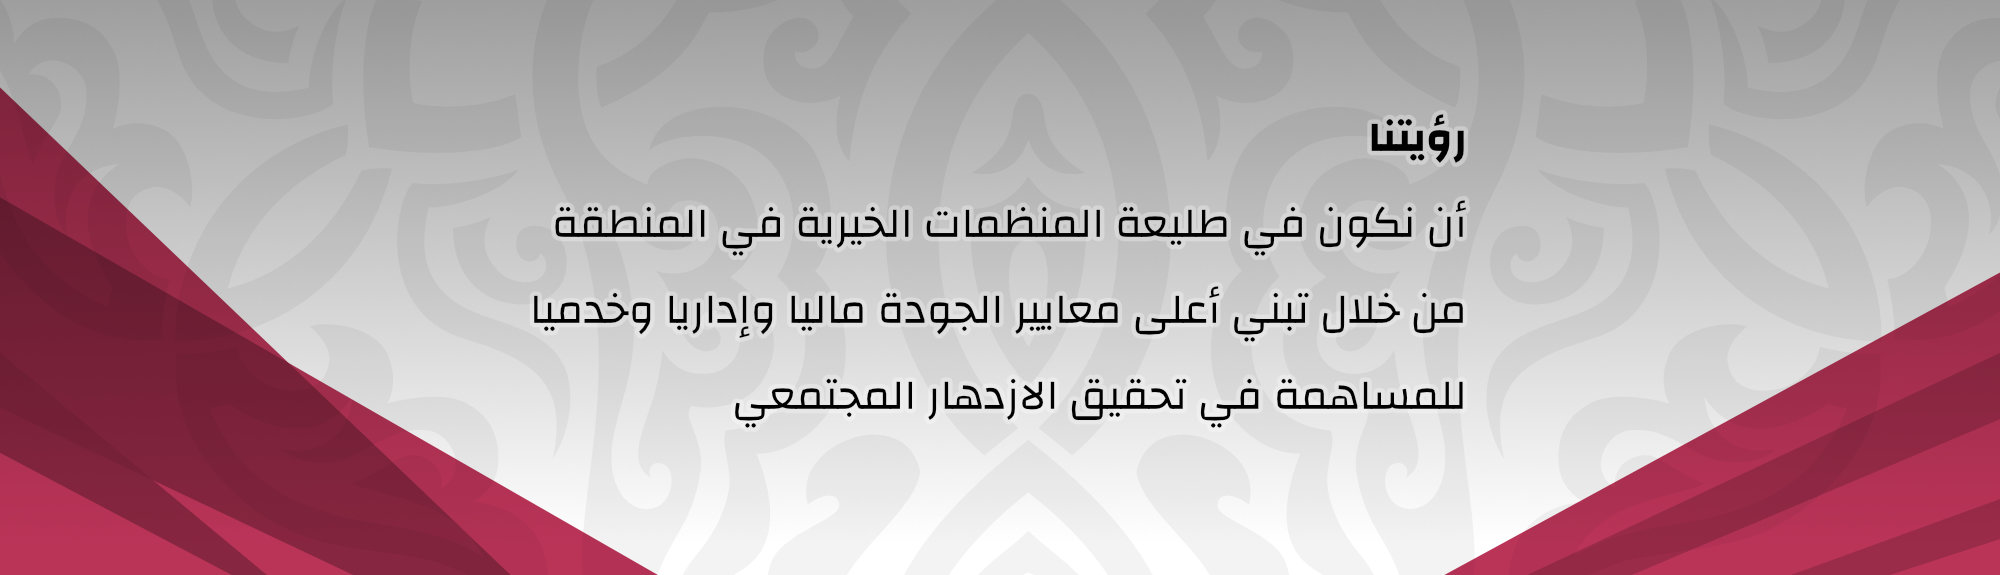 رؤيتنا
أن نكون في طليعة المنظمات الخيرية في المنطقة
من خلال تبني أعلى معايير الجودة ماليا وإداريا وخدميا
للمساهمة في تحقيق الازدهار المجتمعي